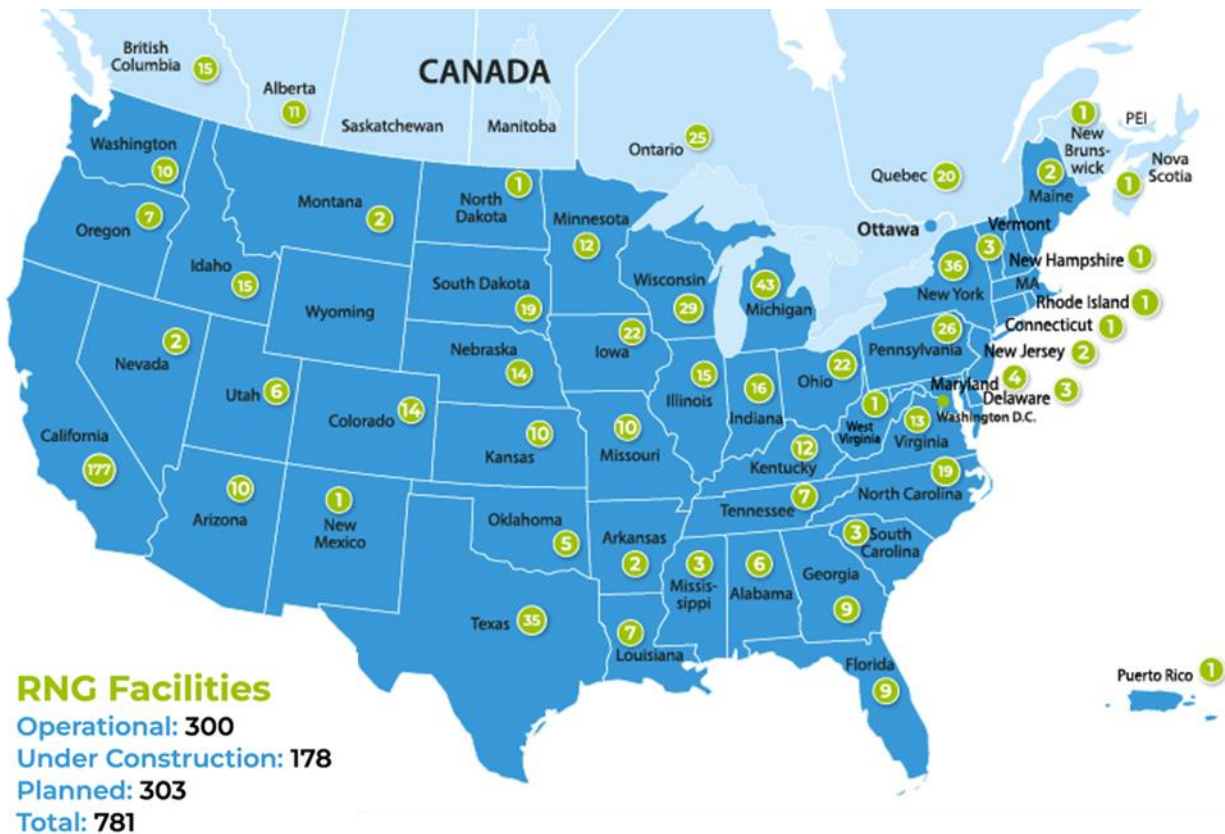 CANADA
British
Columbia
15
Alberta
11
Saskatchewan
Manitoba
Ontario
25
Quebec
20
1
New
Bruns-
wick
PEI
Nova
Scotia
1
Ottawa
Washington
10
Oregon
7
Idaho
15
Montana
2
Wyoming
North
Dakota
1
South Dakota
19
Minnesota
12
Wisconsin
29
Michigan
43
Maine
2
Vermont
3
New Hampshire
1
MA
Rhode Island
1
Connecticut
1
New York
36
Pennsylvania
26
New Jersey
2
Maryland
4
Delaware
3
Washington D.C.
Nevada
2
Utah
6
Colorado
14
Nebraska
14
Iowa
22
Illinois
15
Indiana
16
Ohio
22
West
Virginia
1
Virginia
13
California
177
Arizona
10
New
Mexico
1
Kansas
10
Missouri
10
Kentucky
12
Tennessee
7
North Carolina
19
South
Carolina
3
Oklahoma
5
Arkansas
2
Missis-
sippi
3
Alabama
6
Georgia
9
Texas
35
Louisiana
7
Florida
9
Puerto Rico
1
RNG Facilities
Operational: 300
Under Construction: 178
Planned: 303
Total: 781